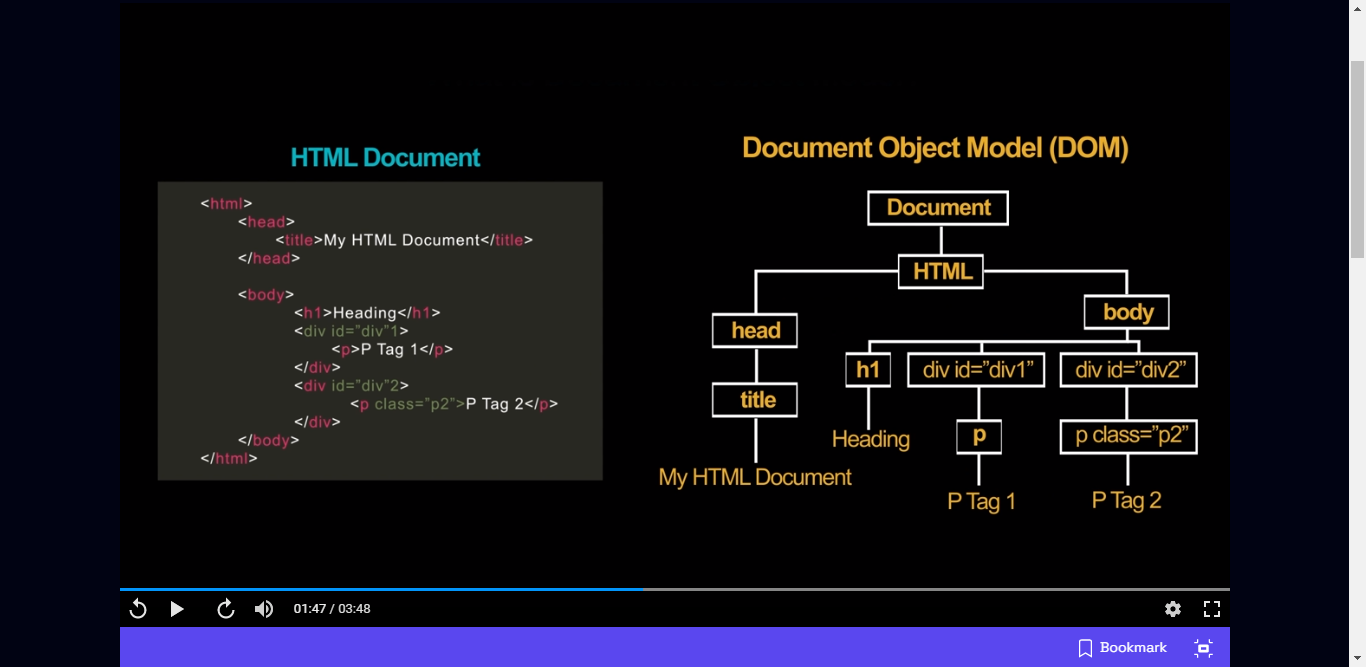 HTML Document
<html>
<head>
<title>My HTML Document</title>
</head>
<body>
<h1>Heading</h1>
<div id="div"1>
<p>P Tag 1</p>
</div>
<div id="div"2>
<p class="p2">P Tag 2</p>
</div>
</body>
</html>
Document Object Model (DOM)
Document
HTML
head
body
title
h1
div id="div1"
div id="div2"
My HTML Document
Heading
p
p class="p2"
P Tag 1
P Tag 2
01:47 / 03:48
Bookmark